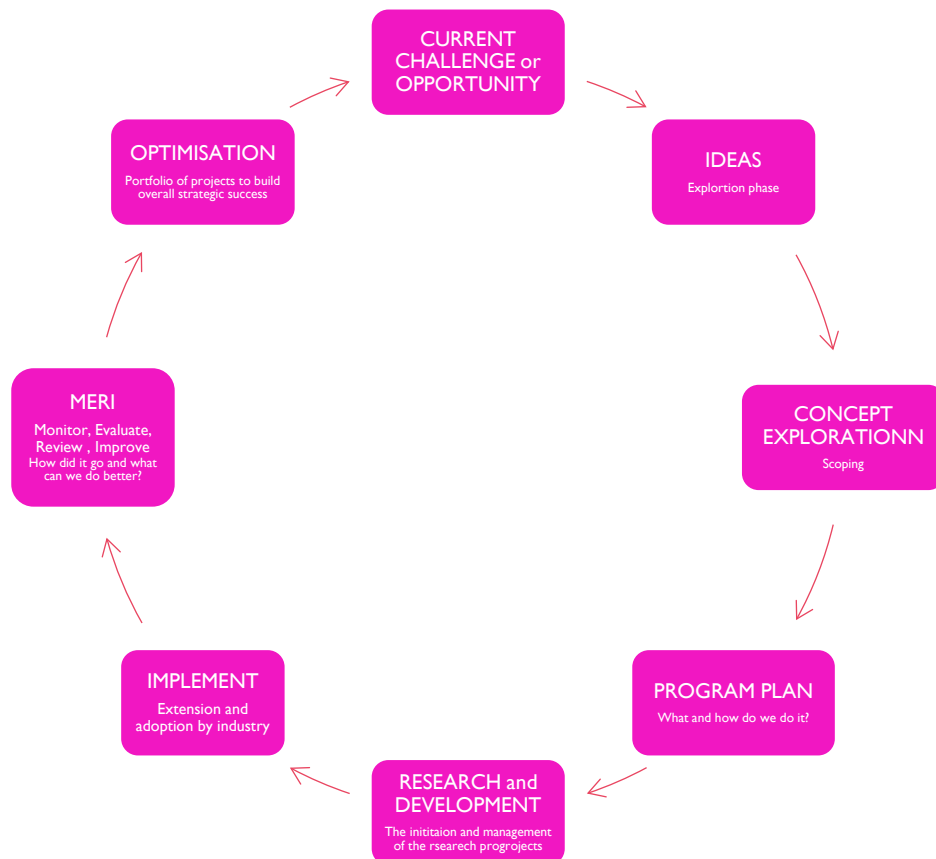 CURRENT
CHALLENGE or
OPPORTUNITY
IDEAS
Explortion phase
CONCEPT
EXPLORATIONN
Scoping
PROGRAM PLAN
What and how do we do it?
RESEARCH and
DEVELOPMENT
The inititaion and management
of the rsearech progrojects
IMPLEMENT
Extension and
adoption by industry
MERI
Monitor, Evaluate,
Review , Improve
How did it go and what
can we do better?
OPTIMISATION
Portfolio of projects to build
overall strategic success